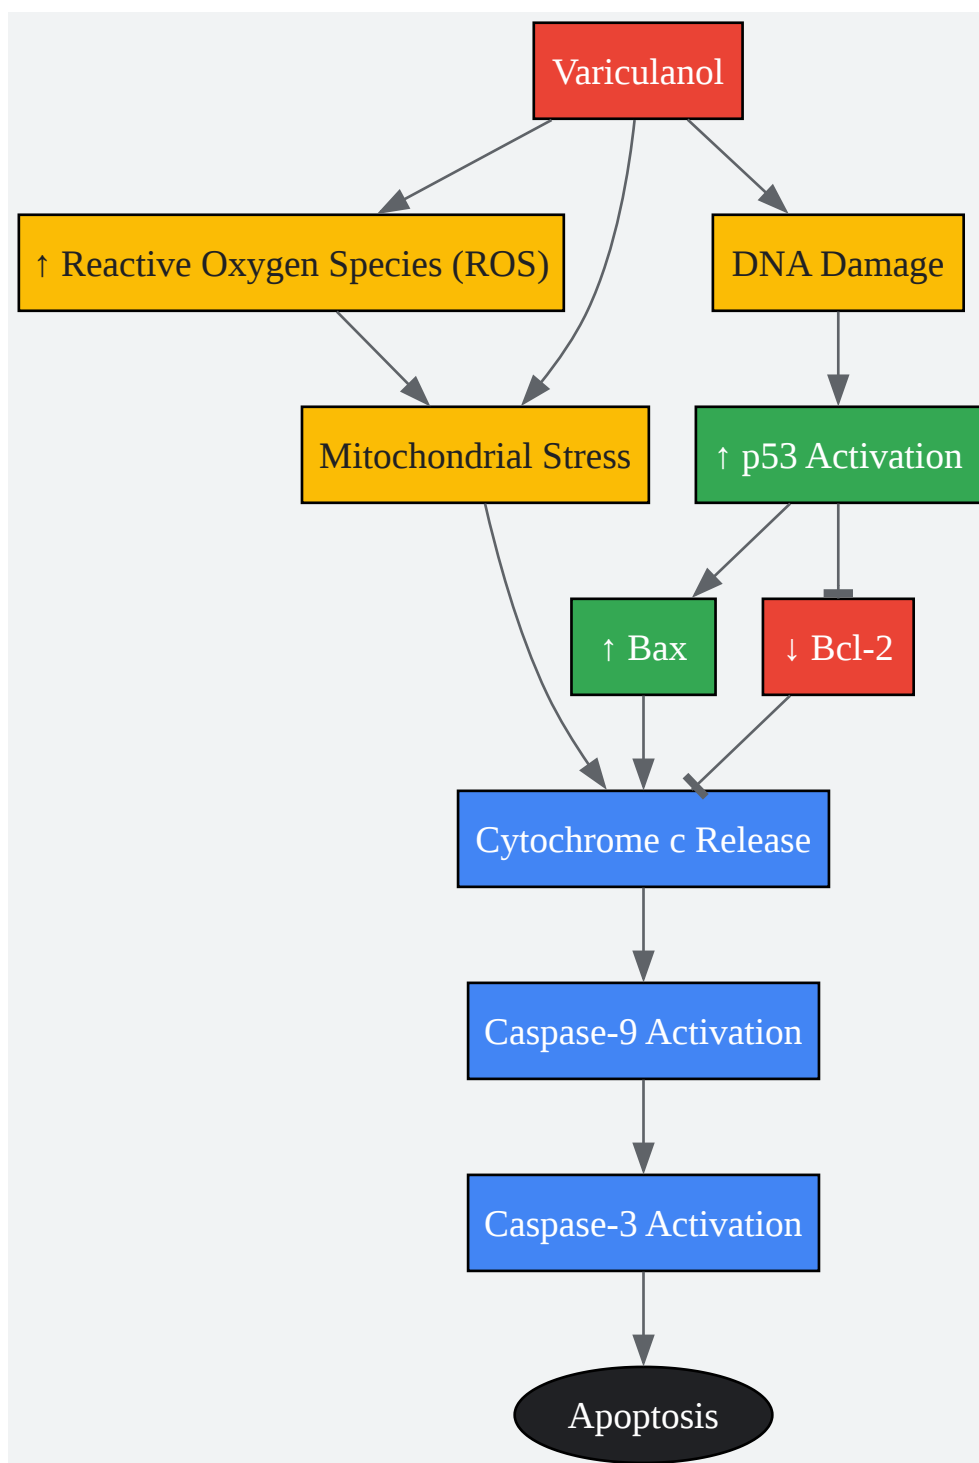 Variculanol
↑ Reactive Oxygen Species (ROS)
DNA Damage
Mitochondrial Stress
↑ p53 Activation
↑ Bax
↓ Bcl-2
Cytochrome c Release
Caspase-9 Activation
Caspase-3 Activation
Apoptosis